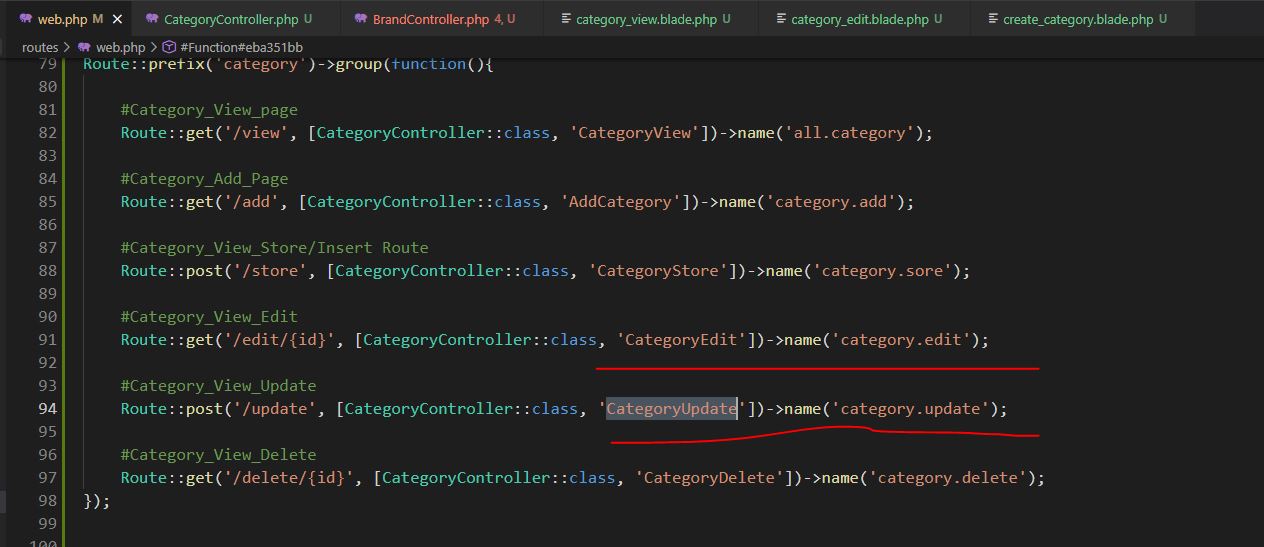 web.php M × CategoryController.php U BrandController.php 4, U category_view.blade.php U category_edit.blade.php U create_category.blade.php U
routes > web.php > #Function#eba351bb
79 Route::prefix('category')->group(function(){
80
81 #Category_View_page
82 Route::get('/view', [CategoryController::class, 'CategoryView'])->name('all.category');
83
84 #Category_Add_Page
85 Route::get('/add', [CategoryController::class, 'AddCategory'])->name('category.add');
86
87 #Category_View_Store/Insert Route
88 Route::post('/store', [CategoryController::class, 'CategoryStore'])->name('category.sore');
89
90 #Category_View_Edit
91 Route::get('/edit/{id}', [CategoryController::class, 'CategoryEdit'])->name('category.edit');
92
93 #Category_View_Update
94 Route::post('/update', [CategoryController::class, 'CategoryUpdate'])->name('category.update');
95
96 #Category_View_Delete
97 Route::get('/delete/{id}', [CategoryController::class, 'CategoryDelete'])->name('category.delete');
98 });
99
100